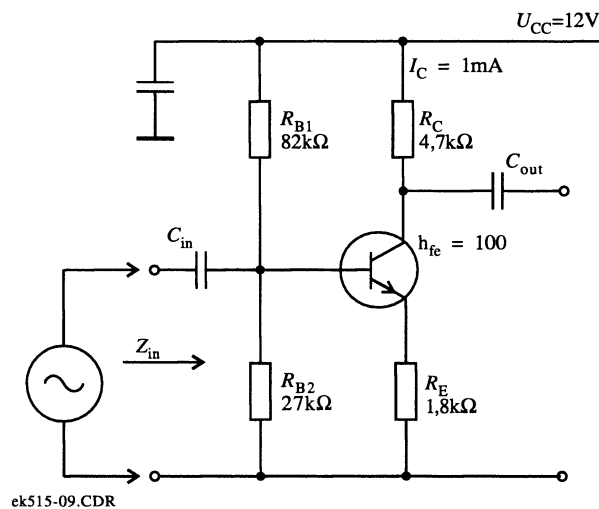 U_CC=12V
I_C = 1mA
R_B1
82kΩ
R_C
4,7kΩ
C_out
C_in
h_fe = 100
Z_in
R_B2
27kΩ
R_E
1,8kΩ
ek515-09.CDR